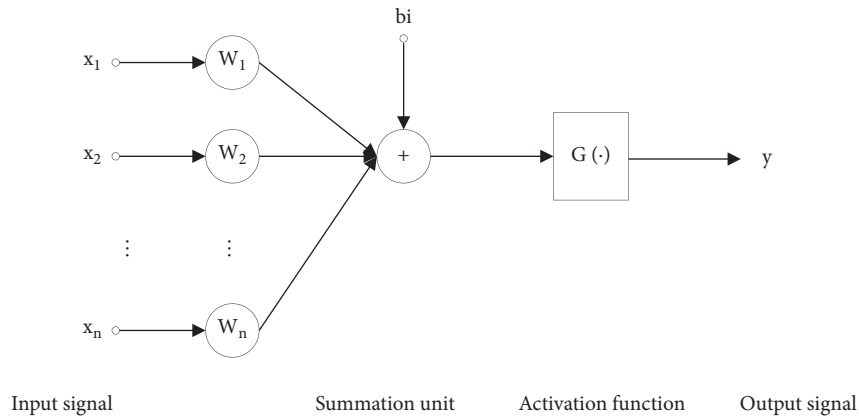 bi
x₁ W₁
x₂ W₂ + G (·) y
⋮ ⋮
xₙ Wₙ
Input signal Summation unit Activation function Output signal